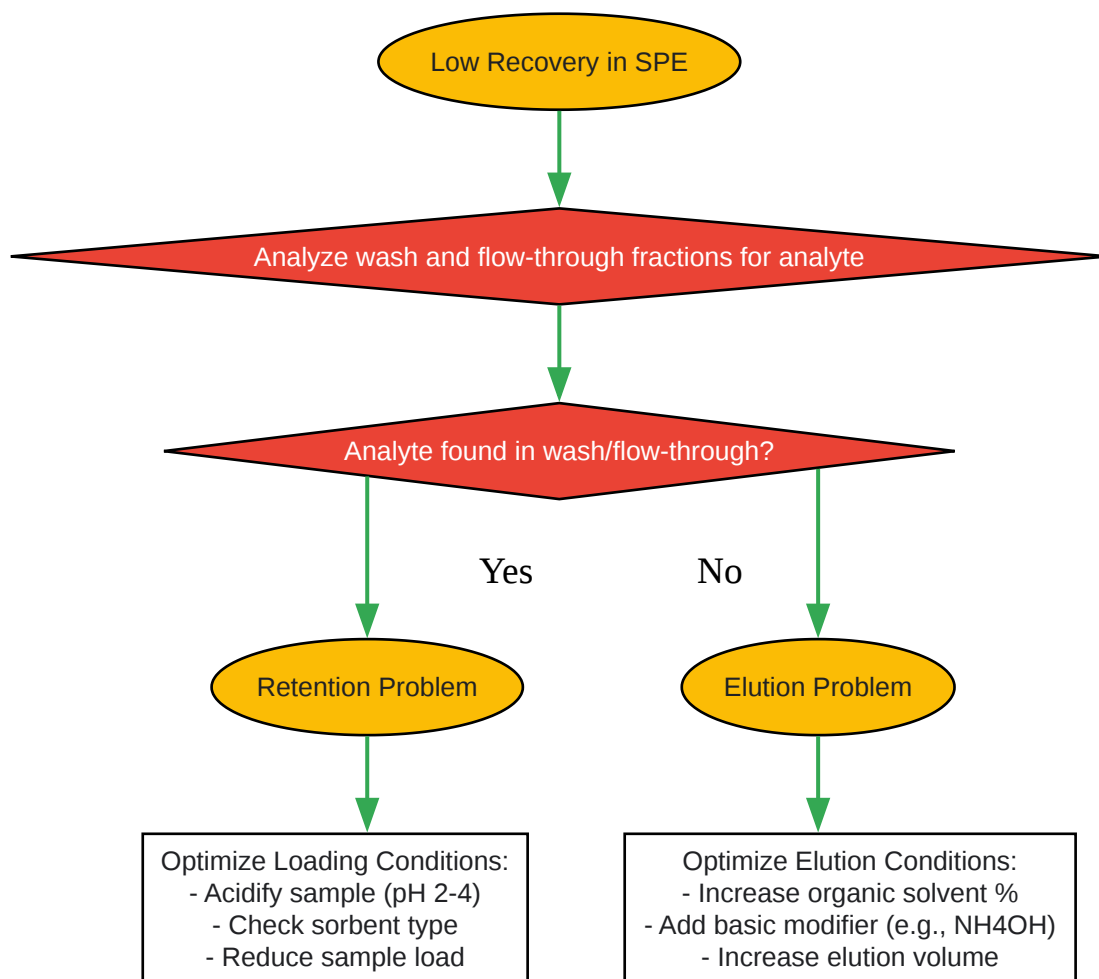 Low Recovery in SPE
Analyze wash and flow-through fractions for analyte
Analyte found in wash/flow-through?
Yes
No
Retention Problem
Elution Problem
Optimize Loading Conditions:
- Acidify sample (pH 2-4)
- Check sorbent type
- Reduce sample load
Optimize Elution Conditions:
- Increase organic solvent %
- Add basic modifier (e.g., NH4OH)
- Increase elution volume